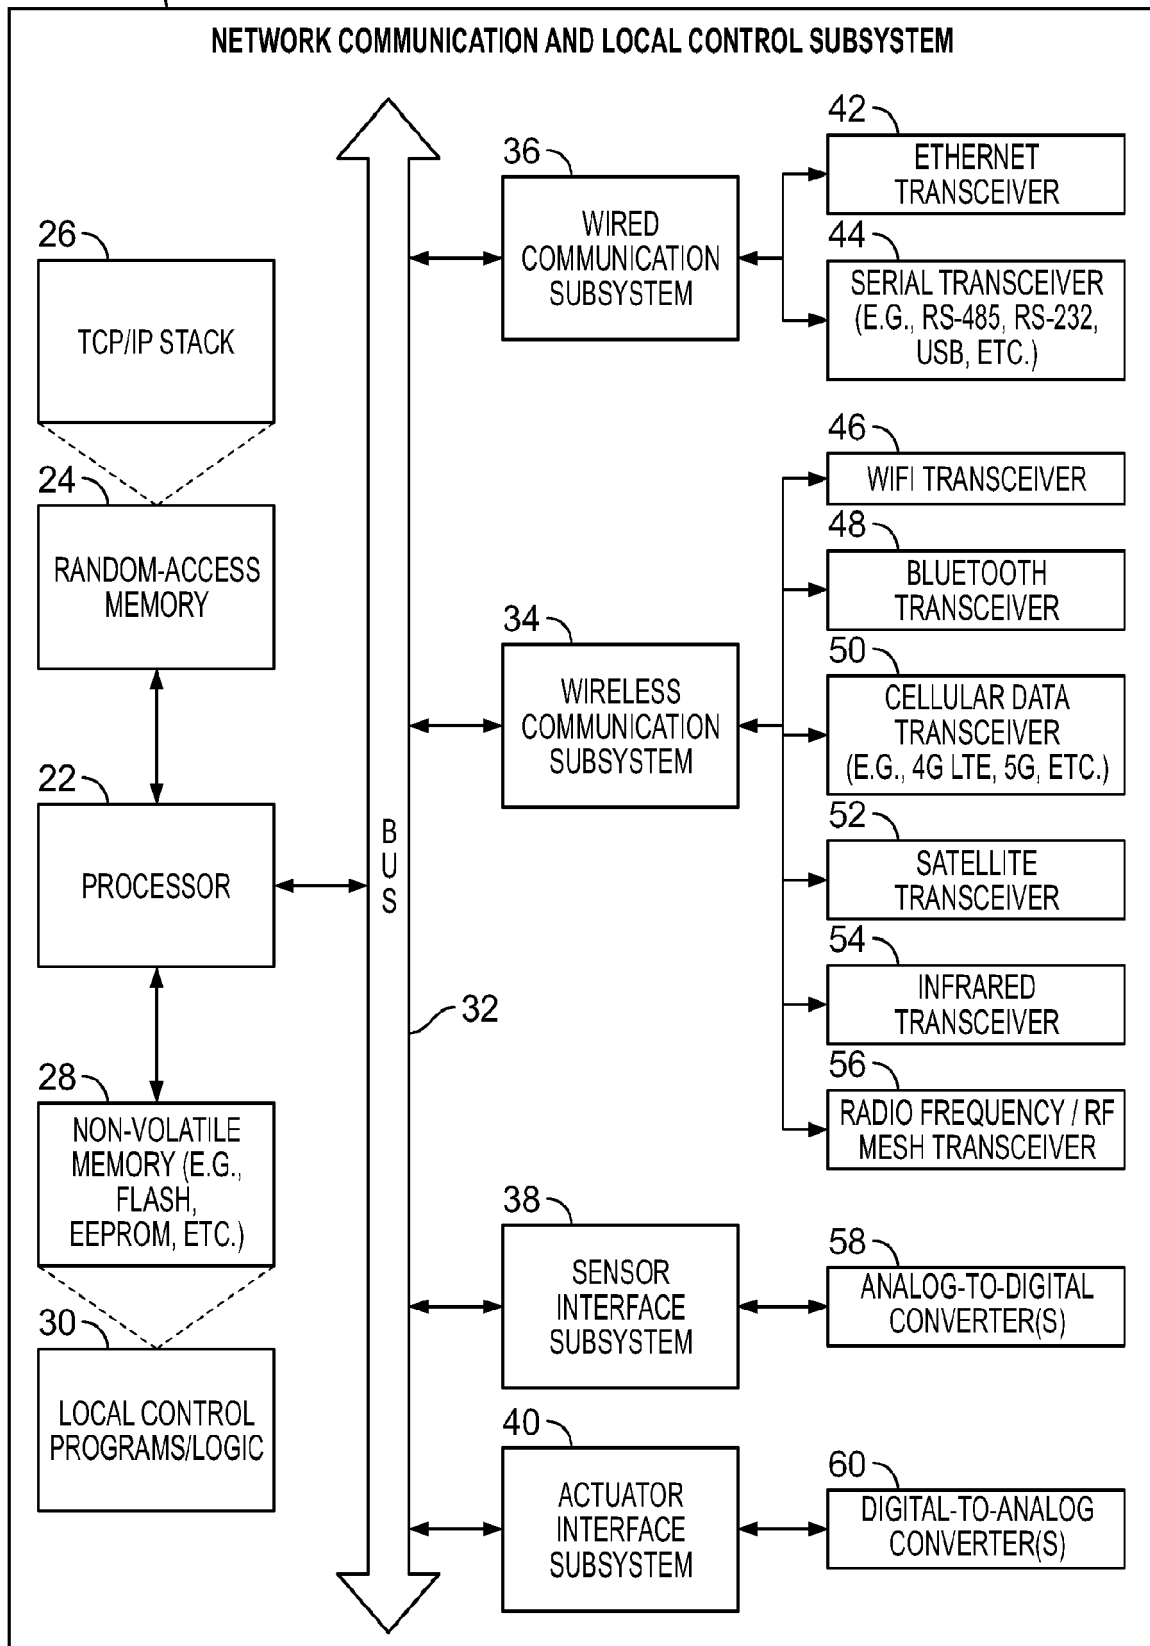 NETWORK COMMUNICATION AND LOCAL CONTROL SUBSYSTEM
26
TCP/IP STACK
24
RANDOM-ACCESS
MEMORY
22
PROCESSOR
28
NON-VOLATILE
MEMORY (E.G.,
FLASH,
EEPROM, ETC.)
30
LOCAL CONTROL
PROGRAMS/LOGIC
B
U
S
32
36
WIRED
COMMUNICATION
SUBSYSTEM
34
WIRELESS
COMMUNICATION
SUBSYSTEM
38
SENSOR
INTERFACE
SUBSYSTEM
40
ACTUATOR
INTERFACE
SUBSYSTEM
42
ETHERNET
TRANSCEIVER
44
SERIAL TRANSCEIVER
(E.G., RS-485, RS-232,
USB, ETC.)
46
WIFI TRANSCEIVER
48
BLUETOOTH
TRANSCEIVER
50
CELLULAR DATA
TRANSCEIVER
(E.G., 4G LTE, 5G, ETC.)
52
SATELLITE
TRANSCEIVER
54
INFRARED
TRANSCEIVER
56
RADIO FREQUENCY / RF
MESH TRANSCEIVER
58
ANALOG-TO-DIGITAL
CONVERTER(S)
60
DIGITAL-TO-ANALOG
CONVERTER(S)